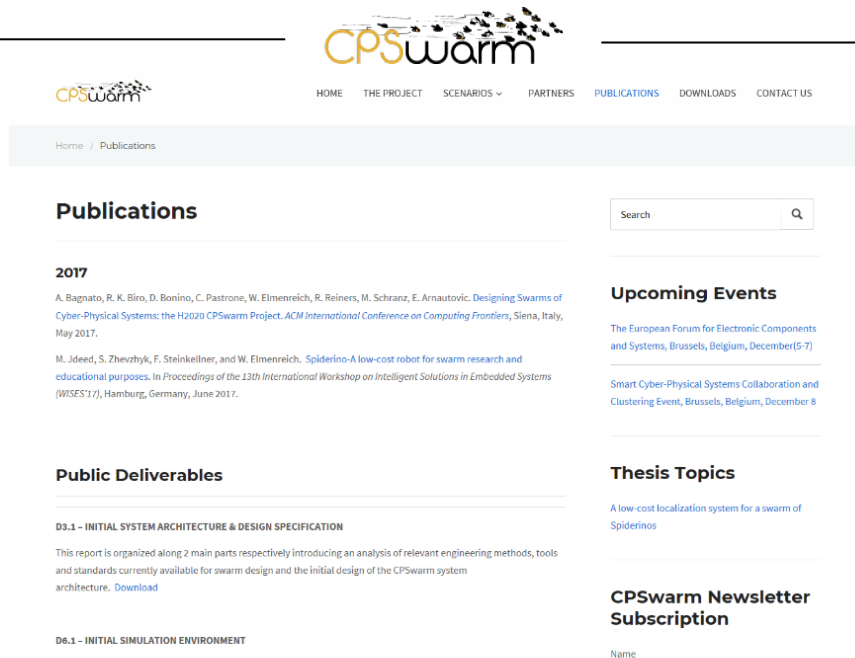 CPSwarm
CPSwarm
HOME THE PROJECT SCENARIOS PARTNERS PUBLICATIONS DOWNLOADS CONTACT US
Home / Publications
Publications
2017
A. Bagnato, R. K. Biro, D. Bonino, C. Pastrone, W. Elmenreich, R. Reiners, M. Schranz, E. Arnautovic. Designing Swarms of
Cyber-Physical Systems: the H2020 CPSwarm Project. ACM International Conference on Computing Frontiers, Siena, Italy,
May 2017.
M. Jdeed, S. Zhevzhyk, F. Steinkellner, and W. Elmenreich. Spiderino-A low-cost robot for swarm research and
educational purposes. In Proceedings of the 13th International Workshop on Intelligent Solutions in Embedded Systems
(WISES'17), Hamburg, Germany, June 2017.
Public Deliverables
D3.1 – INITIAL SYSTEM ARCHITECTURE & DESIGN SPECIFICATION
This report is organized along 2 main parts respectively introducing an analysis of relevant engineering methods, tools
and standards currently available for swarm design and the initial design of the CPSwarm system
architecture. Download
D6.1 – INITIAL SIMULATION ENVIRONMENT
Search
Upcoming Events
The European Forum for Electronic Components
and Systems, Brussels, Belgium, December(5-7)
Smart Cyber-Physical Systems Collaboration and
Clustering Event, Brussels, Belgium, December 8
Thesis Topics
A low-cost localization system for a swarm of
Spiderinos
CPSwarm Newsletter
Subscription
Name